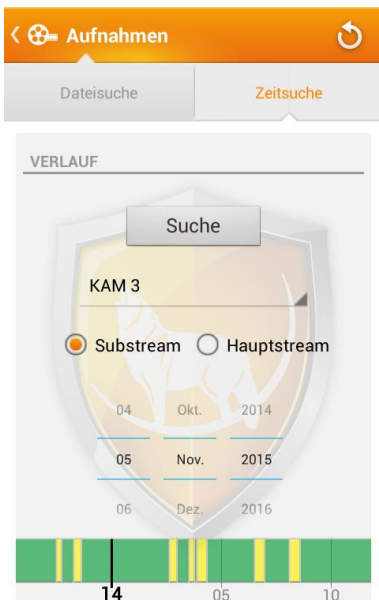 Aufnahmen
Dateisuche Zeitsuche
VERLAUF
Suche
KAM 3
Substream Hauptstream
04 Okt. 2014
05 Nov. 2015
06 Dez. 2016
14 05 10